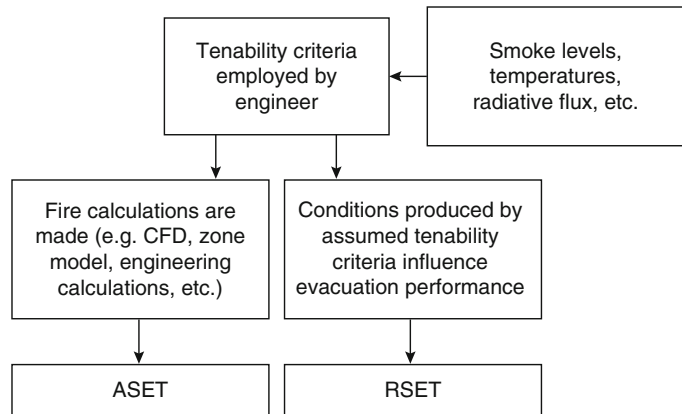 Tenability criteria
employed by
engineer
Smoke levels,
temperatures,
radiative flux, etc.
Fire calculations are
made (e.g. CFD, zone
model, engineering
calculations, etc.)
Conditions produced by
assumed tenability
criteria influence
evacuation performance
ASET
RSET